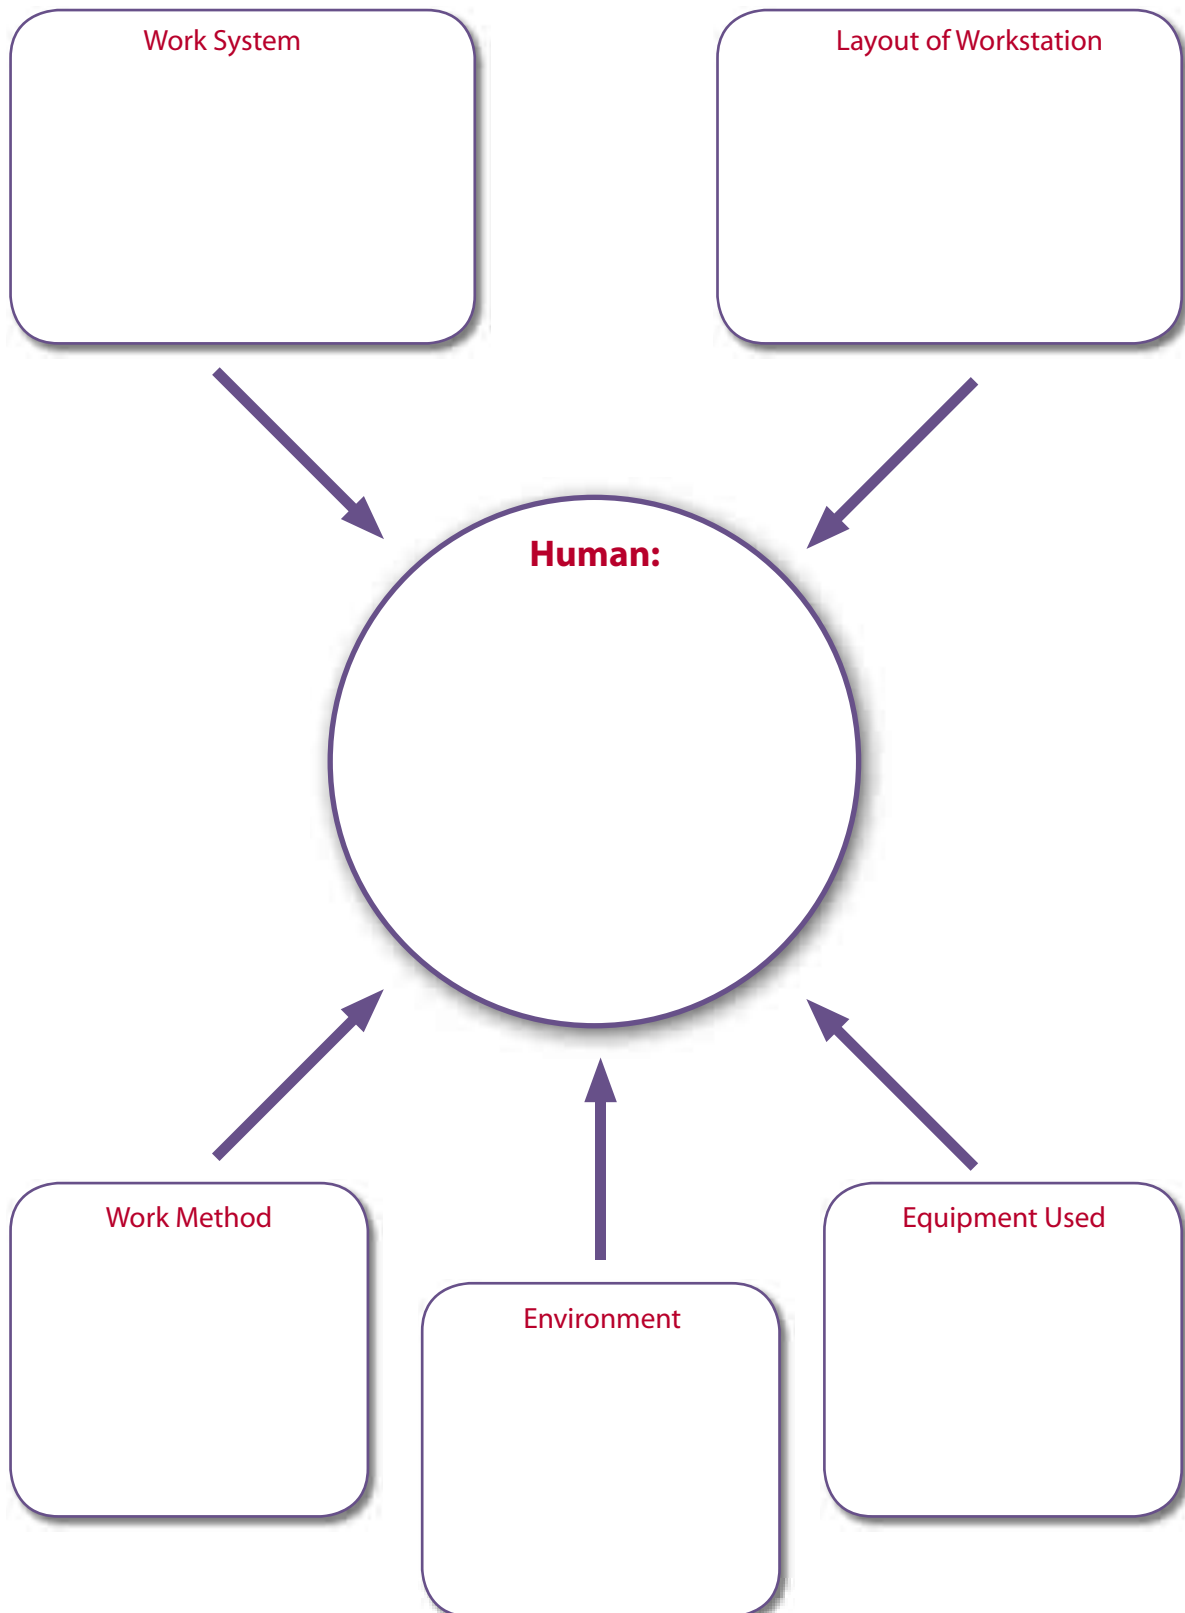 Work System
Layout of Workstation
Human:
Work Method
Equipment Used
Environment